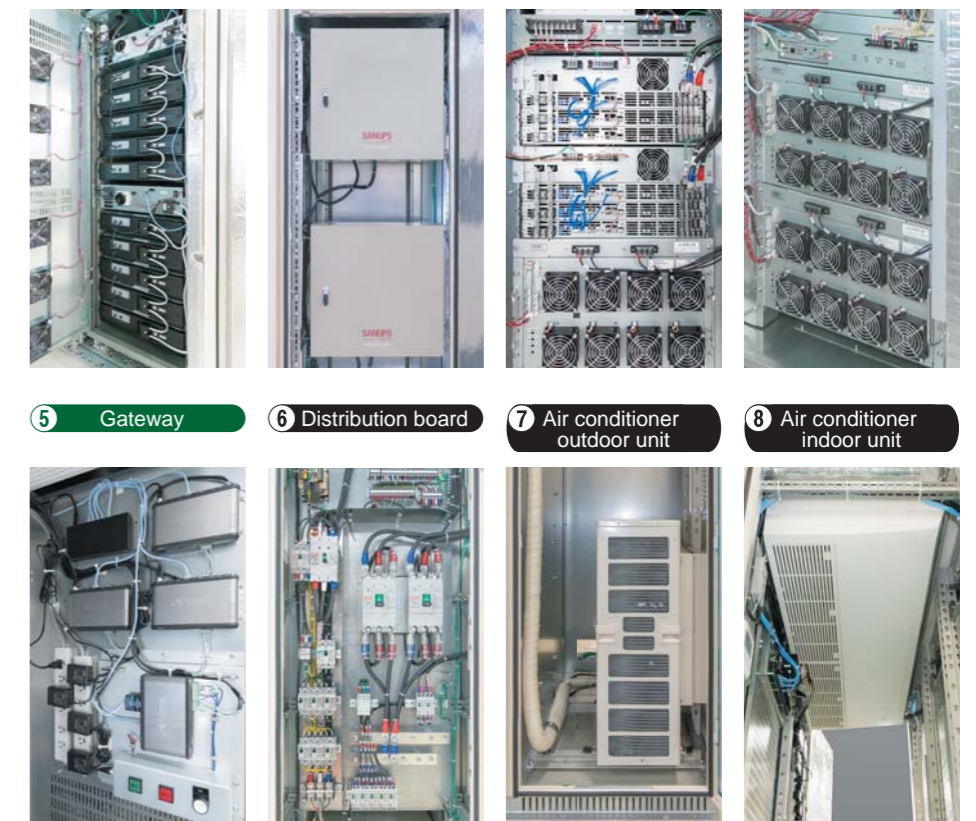 SANUPS
SANUPS
5 Gateway
6 Distribution board
7 Air conditioner
outdoor unit
8 Air conditioner
indoor unit